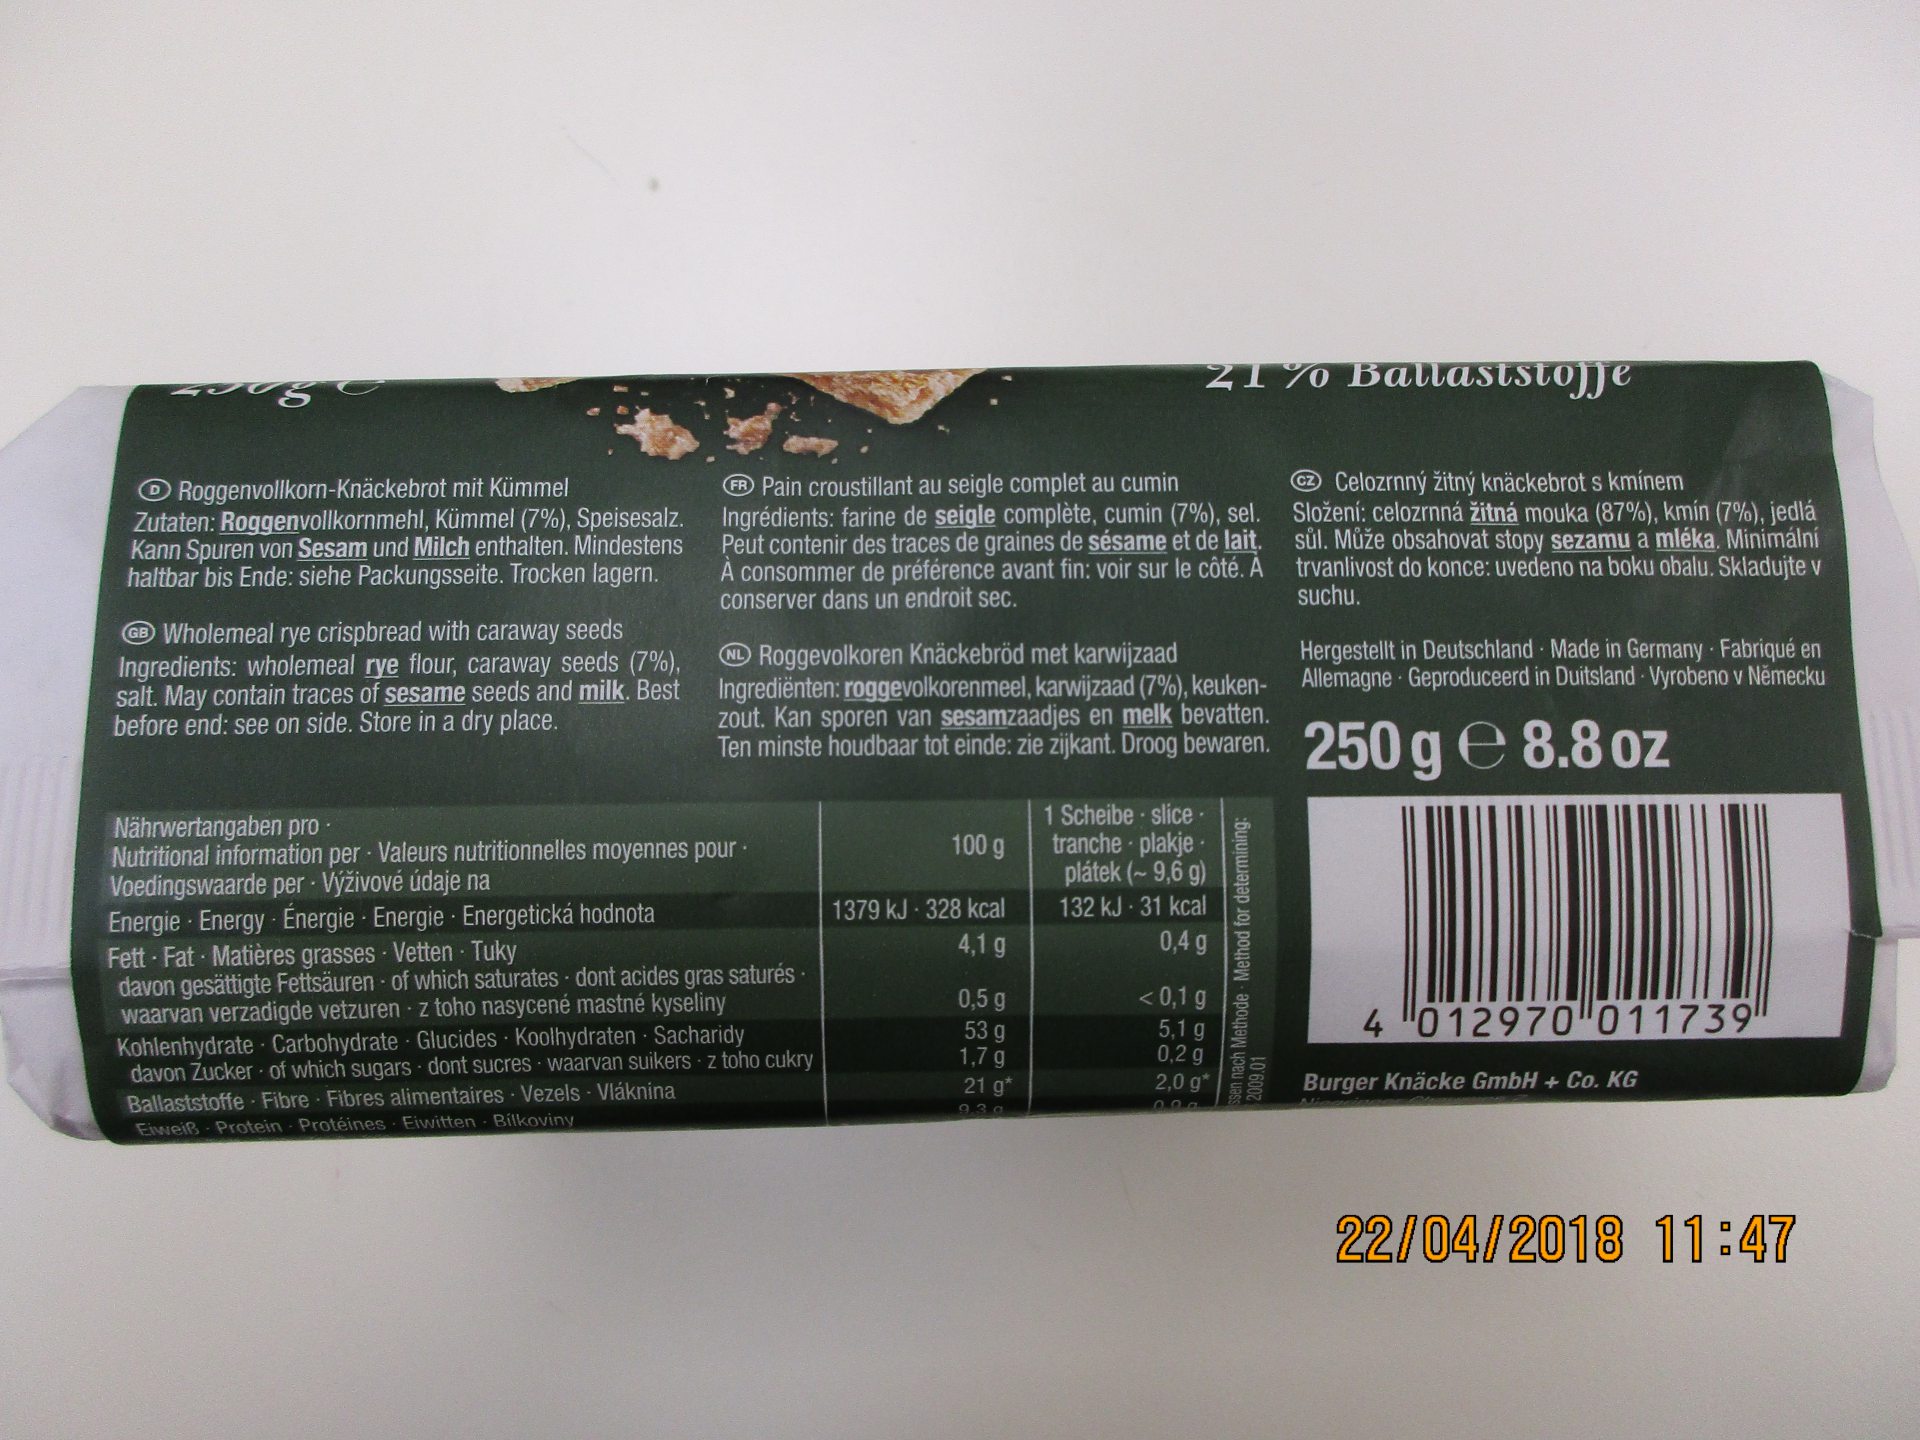 250g e
21 % Ballaststoffe
D Roggenvollkorn-Knäckebrot mit Kümmel
Zutaten: Roggenvollkornmehl, Kümmel (7%), Speisesalz.
Kann Spuren von Sesam und Milch enthalten. Mindestens
haltbar bis Ende: siehe Packungsseite. Trocken lagern.
GB Wholemeal rye crispbread with caraway seeds
Ingredients: wholemeal rye flour, caraway seeds (7%),
salt. May contain traces of sesame seeds and milk. Best
before end: see on side. Store in a dry place.
FR Pain croustillant au seigle complet au cumin
Ingrédients: farine de seigle complète, cumin (7%), sel.
Peut contenir des traces de graines de sésame et de lait.
À consommer de préférence avant fin: voir sur le côté. À
conserver dans un endroit sec.
NL Roggevolkoren Knäckebröd met karwijzaad
Ingrediënten: roggevolkorenmeel, karwijzaad (7%), keuken-
zout. Kan sporen van sesamzaadjes en melk bevatten.
Ten minste houdbaar tot einde: zie zijkant. Droog bewaren.
CZ Celozrnný žitný knäckebrot s kmínem
Složení: celozrnná žitná mouka (87%), kmín (7%), jedlá
sůl. Může obsahovat stopy sezamu a mléka. Minimální
trvanlivost do konce: uvedeno na boku obalu. Skladujte v
suchu.
Hergestellt in Deutschland · Made in Germany · Fabriqué en
Allemagne · Geproduceerd in Duitsland · Vyrobeno v Německu
250 g e 8.8 oz
Nährwertangaben pro ·
Nutritional information per · Valeurs nutritionnelles moyennes pour ·
Voedingswaarde per · Výživové údaje na
100 g
1 Scheibe · slice ·
tranche · plakje ·
plátek (~ 9,6 g)
Energie · Energy · Énergie · Energie · Energetická hodnota 1379 kJ · 328 kcal 132 kJ · 31 kcal
Fett · Fat · Matières grasses · Vetten · Tuky 4,1 g 0,4 g
davon gesättigte Fettsäuren · of which saturates · dont acides gras saturés ·
waarvan verzadigde vetzuren · z toho nasycené mastné kyseliny 0,5 g < 0,1 g
Kohlenhydrate · Carbohydrate · Glucides · Koolhydraten · Sacharidy 53 g 5,1 g
davon Zucker · of which sugars · dont sucres · waarvan suikers · z toho cukry 1,7 g 0,2 g
Ballaststoffe · Fibre · Fibres alimentaires · Vezels · Vláknina 21 g* 2,0 g*
Eiweiß · Protein · Protéines · Eiwitten · Bílkoviny 9,3 g 0,9 g
nach Methode · Method for determining:
2009.01
4 012970 011739
Burger Knäcke GmbH + Co. KG
22/04/2018 11:47